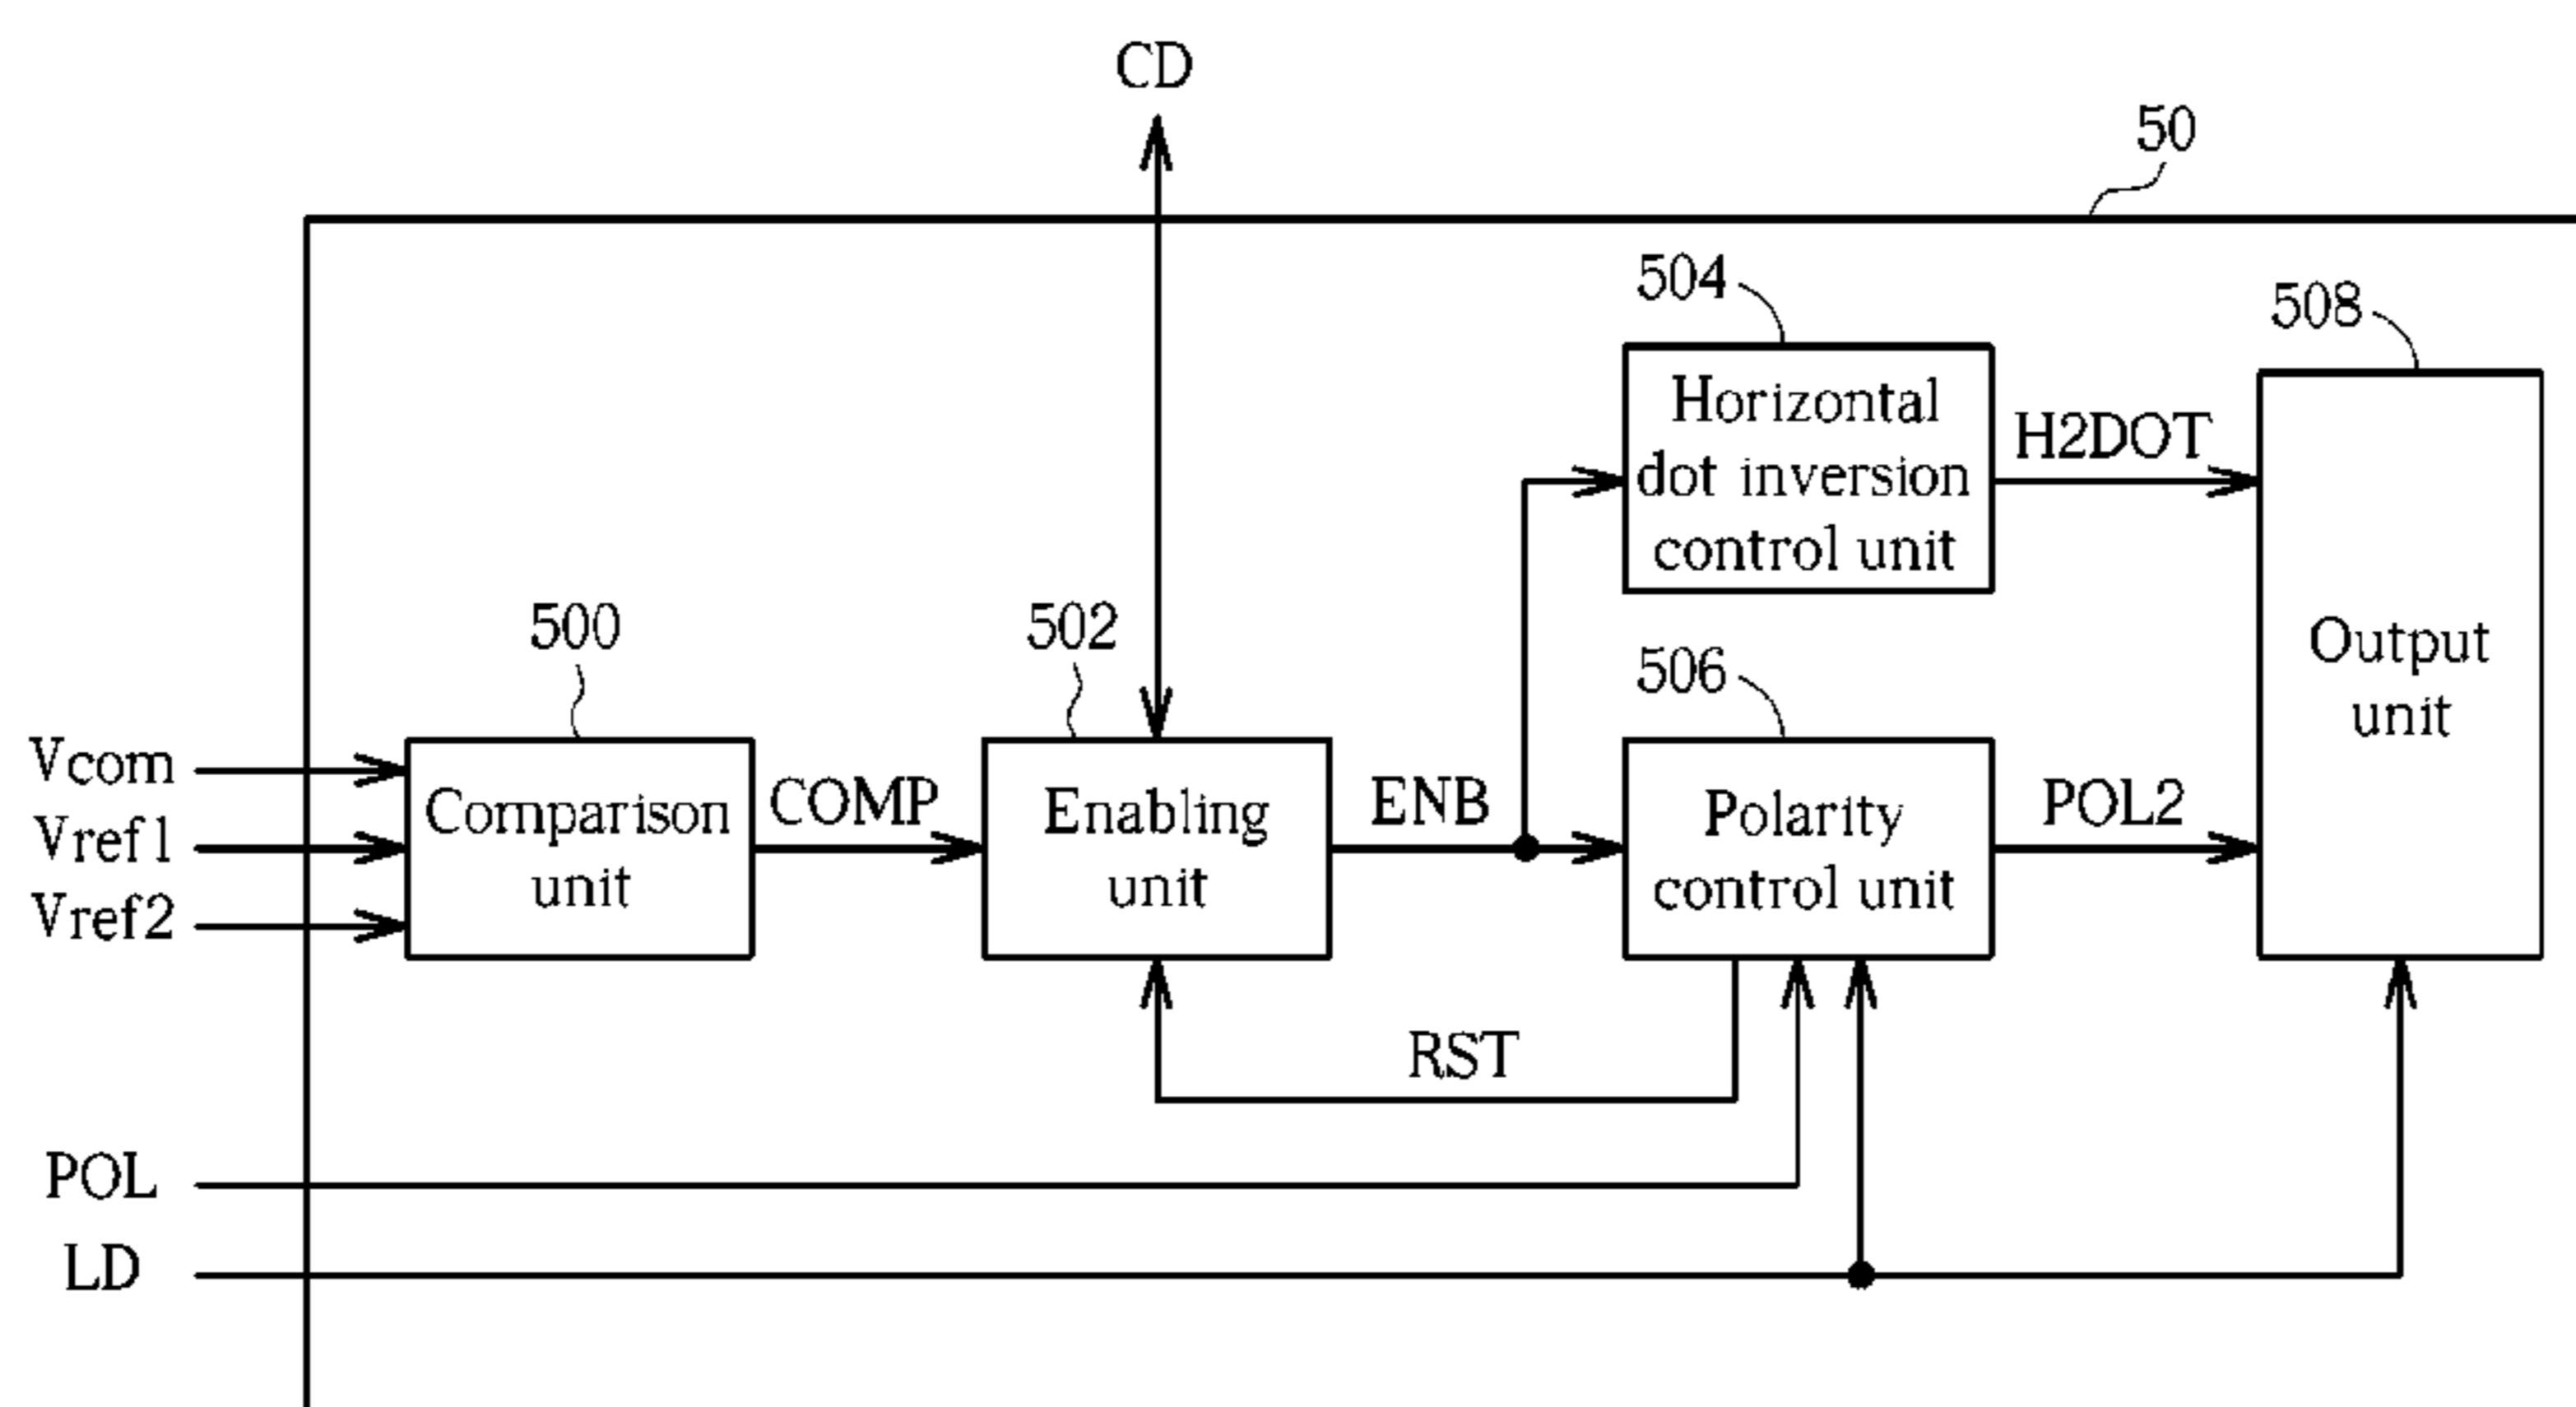 CD
50
504
Horizontal
dot inversion
control unit
H2DOT
508
Output
unit
500
502
506
Vcom
Vref1
Vref2
Comparison
unit
COMP
Enabling
unit
ENB
Polarity
control unit
POL2
RST
POL
LD